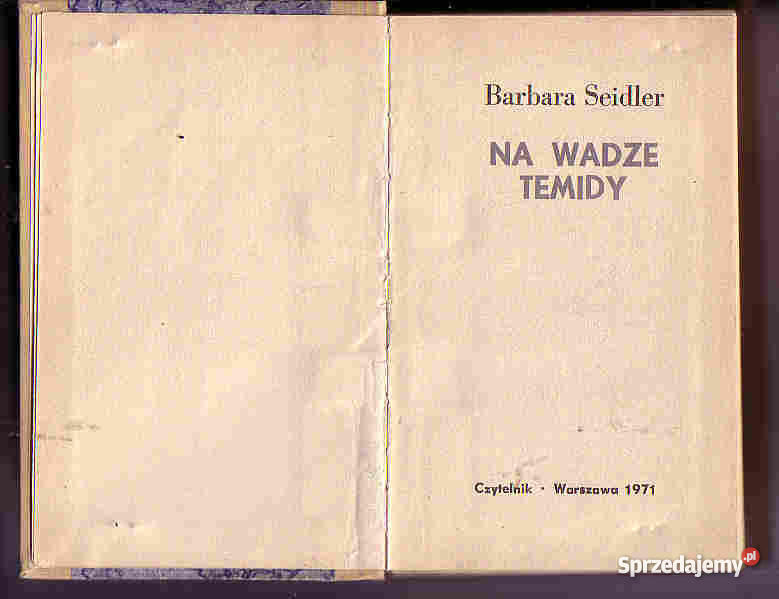 Barbara Seidler
NA WADZE
TEMIDY
Czytelnik · Warszawa 1971
Sprzedajemy.pl